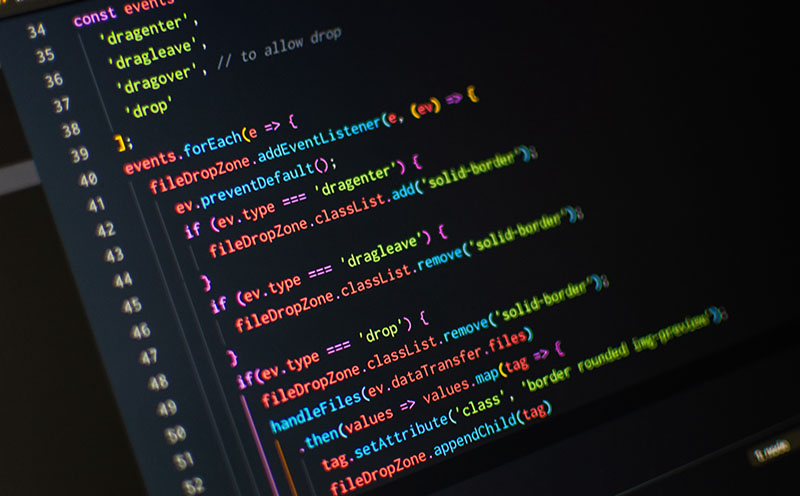 34 const events
35 'dragenter',
36 'dragleave',
37 'dragover', // to allow drop
38 'drop'
39 ];
40 events.forEach(e => {
41 fileDropZone.addEventListener(e, (ev) => {
42 ev.preventDefault();
43 if (ev.type === 'dragenter') {
44 fileDropZone.classList.add('solid-border');
45 }
46 if (ev.type === 'dragleave') {
47 fileDropZone.classList.remove('solid-border');
48 }
49 if(ev.type === 'drop') {
50 fileDropZone.classList.remove('solid-border');
51 handleFiles(ev.dataTransfer.files)
52 .then(values => values.map(tag => {
tag.setAttribute('class', 'border rounded img-preview');
fileDropZone.appendChild(tag)